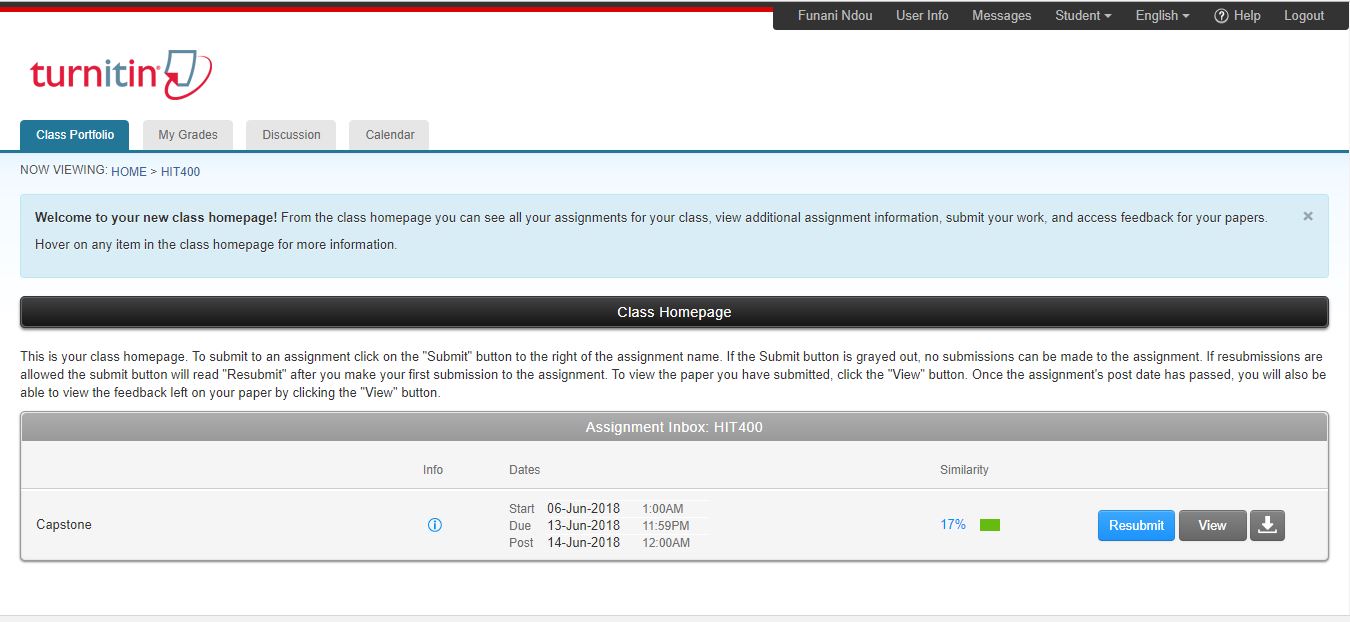 Funani Ndou User Info Messages Student English Help Logout
turnitin
Class Portfolio My Grades Discussion Calendar
NOW VIEWING: HOME > HIT400
Welcome to your new class homepage! From the class homepage you can see all your assignments for your class, view additional assignment information, submit your work, and access feedback for your papers.
Hover on any item in the class homepage for more information.
Class Homepage
This is your class homepage. To submit to an assignment click on the "Submit" button to the right of the assignment name. If the Submit button is grayed out, no submissions can be made to the assignment. If resubmissions are
allowed the submit button will read "Resubmit" after you make your first submission to the assignment. To view the paper you have submitted, click the "View" button. Once the assignment's post date has passed, you will also be
able to view the feedback left on your paper by clicking the "View" button.
Assignment Inbox: HIT400
Info Dates Similarity
Start 06-Jun-2018 1:00AM
Capstone Due 13-Jun-2018 11:59PM 17% Resubmit View
Post 14-Jun-2018 12:00AM